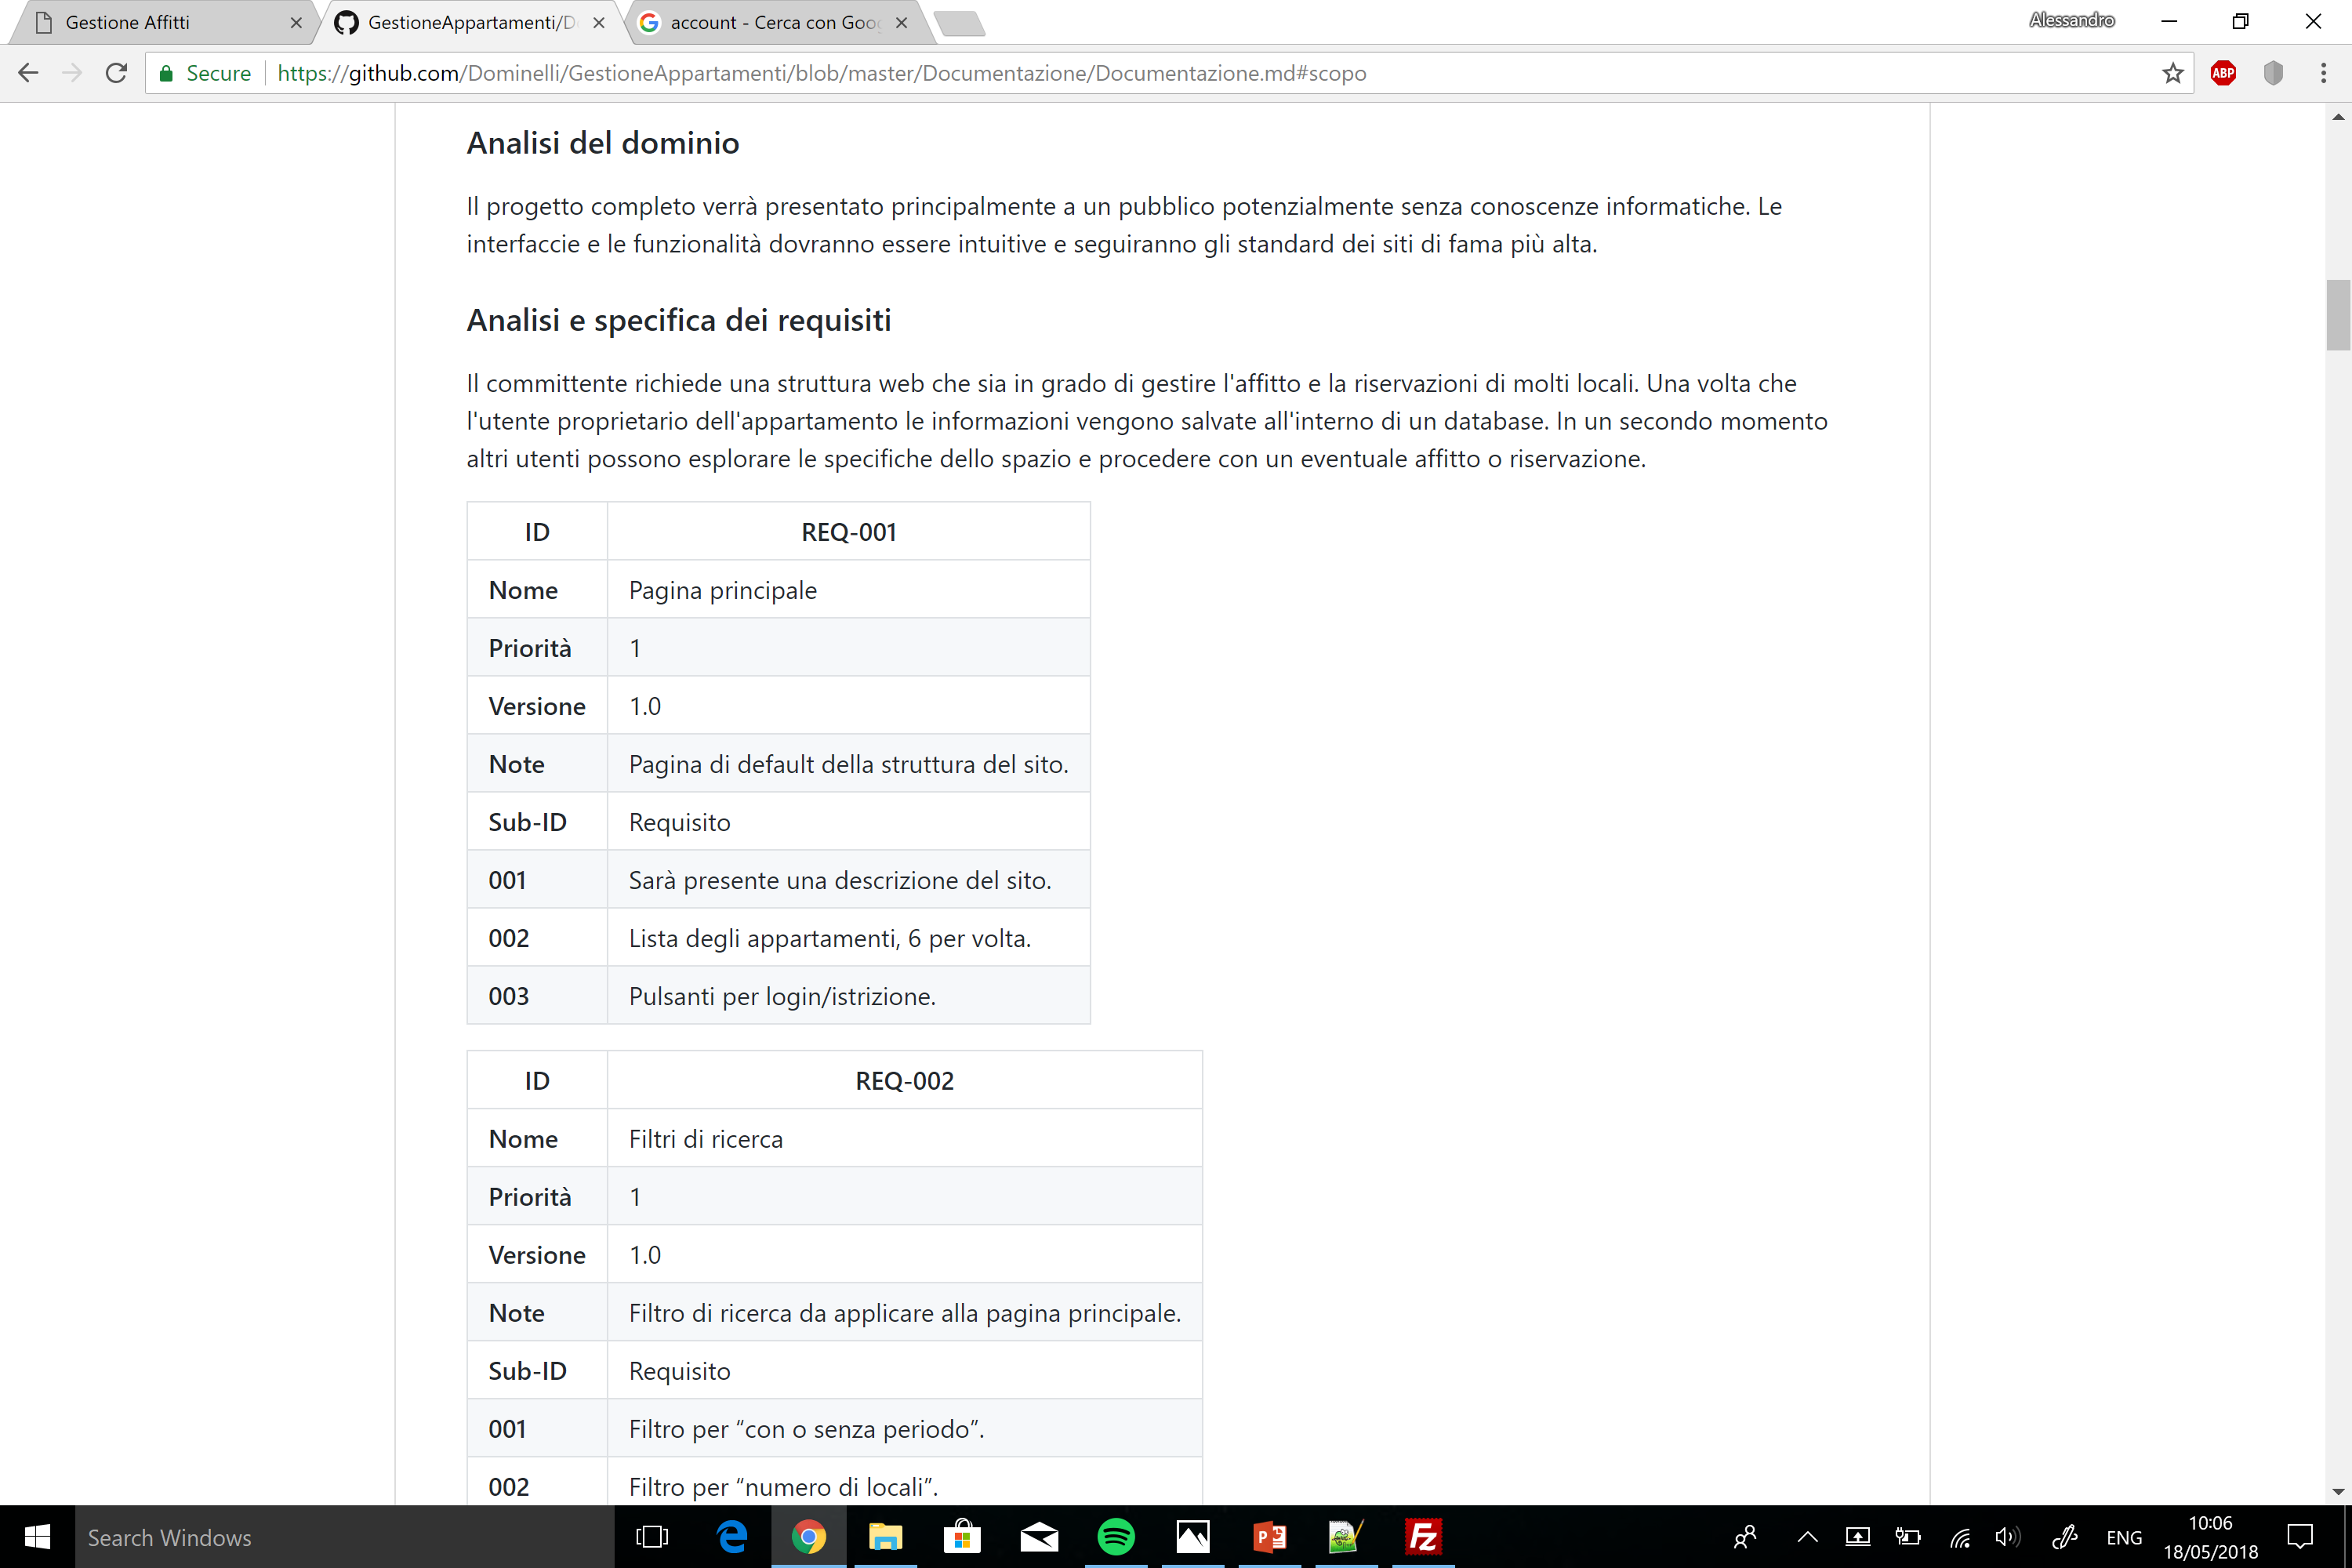 Gestione Affitti
GestioneAppartamenti/D
account - Cerca con Goo
Alessandro
Secure
https://github.com/Dominelli/GestioneAppartamenti/blob/master/Documentazione/Documentazione.md#scopo
ABP
Analisi del dominio
Il progetto completo verrà presentato principalmente a un pubblico potenzialmente senza conoscenze informatiche. Le
interfaccie e le funzionalità dovranno essere intuitive e seguiranno gli standard dei siti di fama più alta.
Analisi e specifica dei requisiti
Il committente richiede una struttura web che sia in grado di gestire l'affitto e la riservazioni di molti locali. Una volta che
l'utente proprietario dell'appartamento le informazioni vengono salvate all'interno di un database. In un secondo momento
altri utenti possono esplorare le specifiche dello spazio e procedere con un eventuale affitto o riservazione.
ID REQ-001
Nome Pagina principale
Priorità 1
Versione 1.0
Note Pagina di default della struttura del sito.
Sub-ID Requisito
001 Sarà presente una descrizione del sito.
002 Lista degli appartamenti, 6 per volta.
003 Pulsanti per login/istrizione.
ID REQ-002
Nome Filtri di ricerca
Priorità 1
Versione 1.0
Note Filtro di ricerca da applicare alla pagina principale.
Sub-ID Requisito
001 Filtro per “con o senza periodo”.
002 Filtro per “numero di locali”.
Search Windows
ENG
10:06
18/05/2018